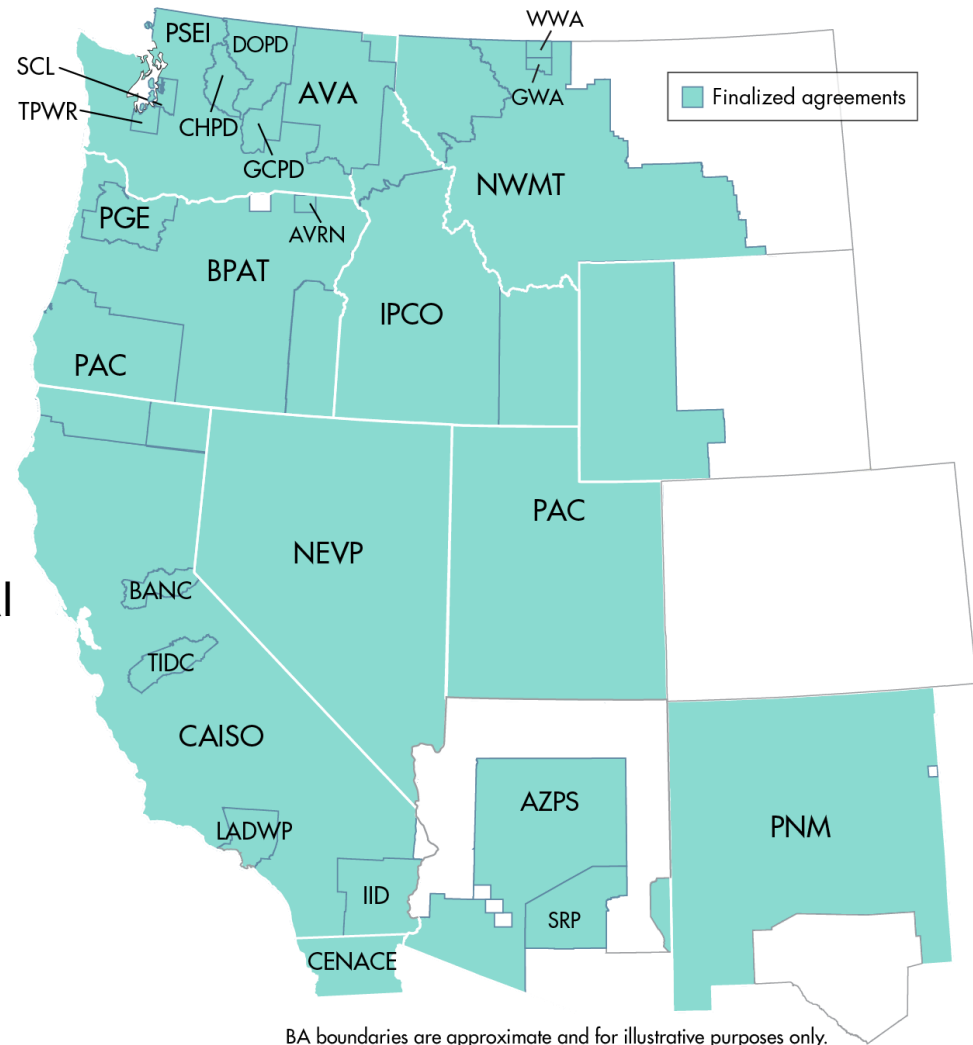 WWA
PSEI
DOPD
SCL
AVA
GWA
Finalized agreements
TPWR
CHPD
GCPD
NWMT
PGE
AVRN
BPAT
IPCO
PAC
PAC
NEVP
BANC
TIDC
CAISO
AZPS
LADWP
PNM
IID
SRP
CENACE
BA boundaries are approximate and for illustrative purposes only.